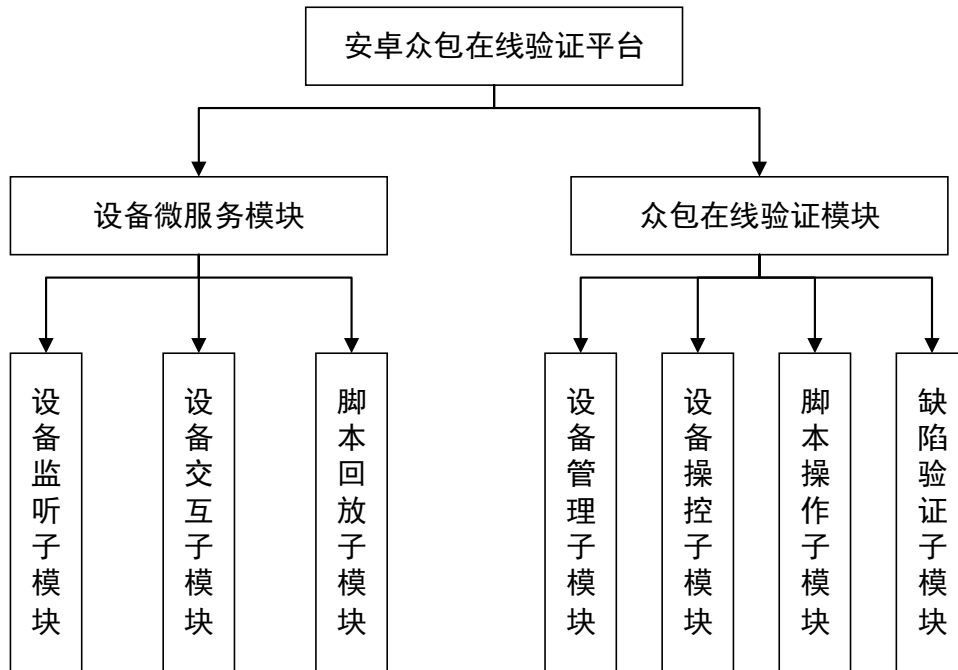 安卓众包在线验证平台
设备微服务模块
众包在线验证模块
设备监听子模块
设备交互子模块
脚本回放子模块
设备管理子模块
设备操控子模块
脚本操作子模块
缺陷验证子模块